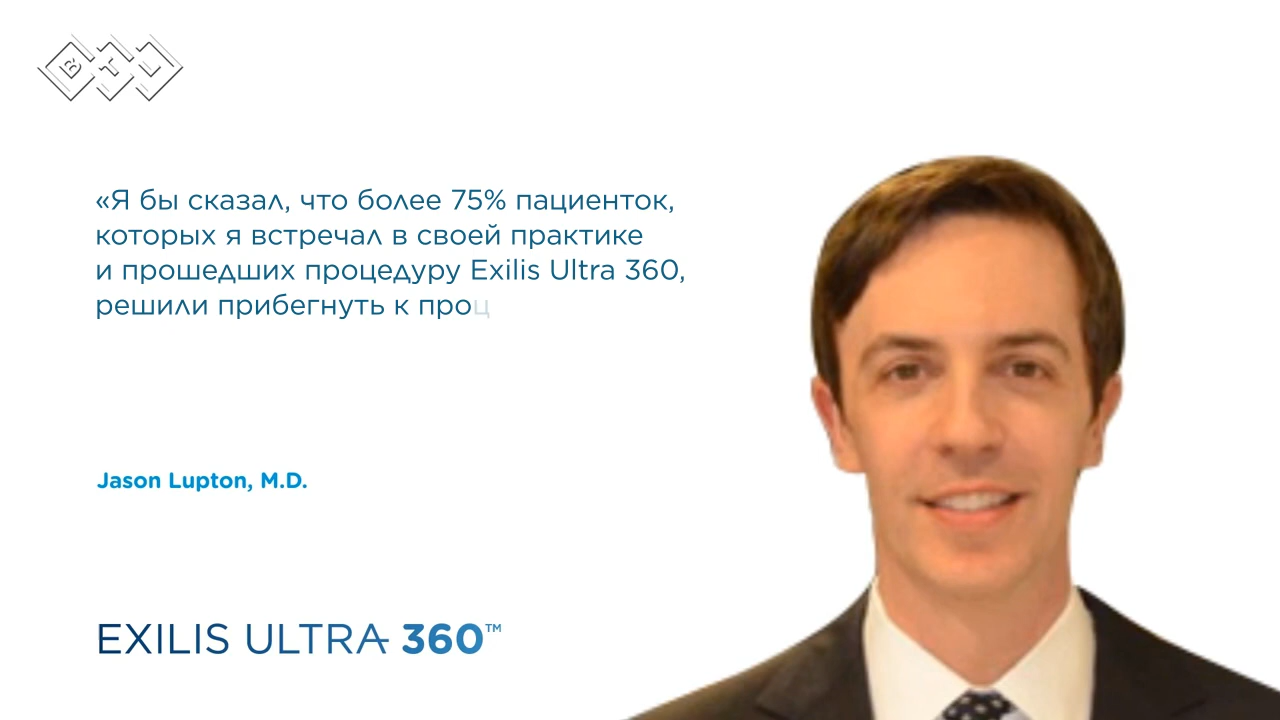 BTL
«Я бы сказал, что более 75% пациенток,
которых я встречал в своей практике
и прошедших процедуру Exilis Ultra 360,
решили прибегнуть к проц
Jason Lupton, M.D.
EXILIS ULTRA 360™